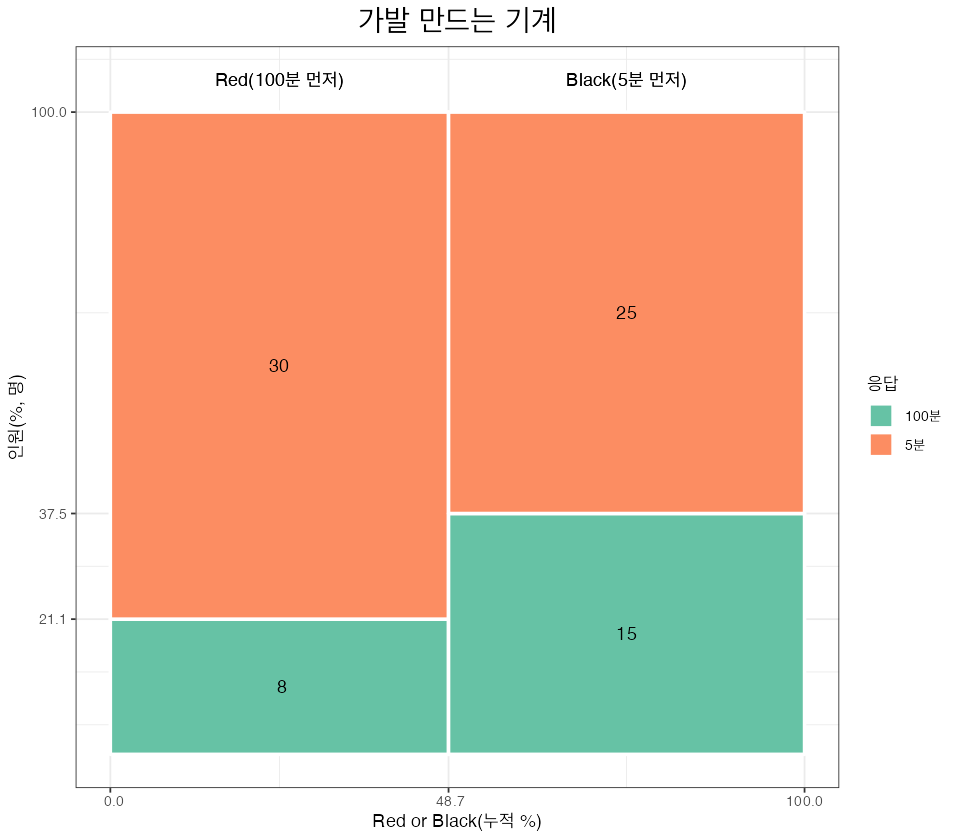 가발 만드는 기계
Red(100분 먼저)
Black(5분 먼저)
100.0
37.5
21.1
인원(%, 명)
30
25
8
15
응답
100분
5분
0.0
48.7
100.0
Red or Black(누적 %)